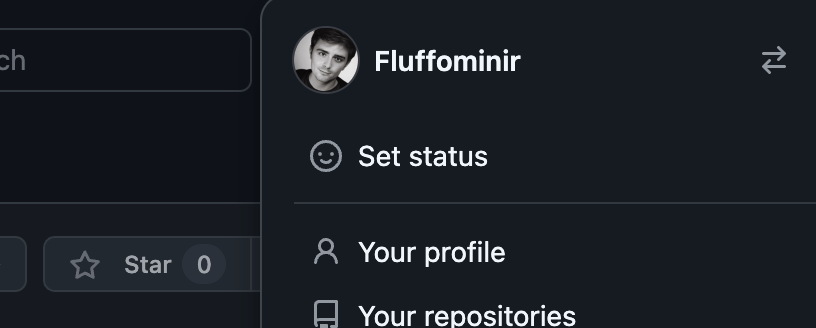 ch
Fluffominir
Set status
Star 0
Your profile
Your repositories